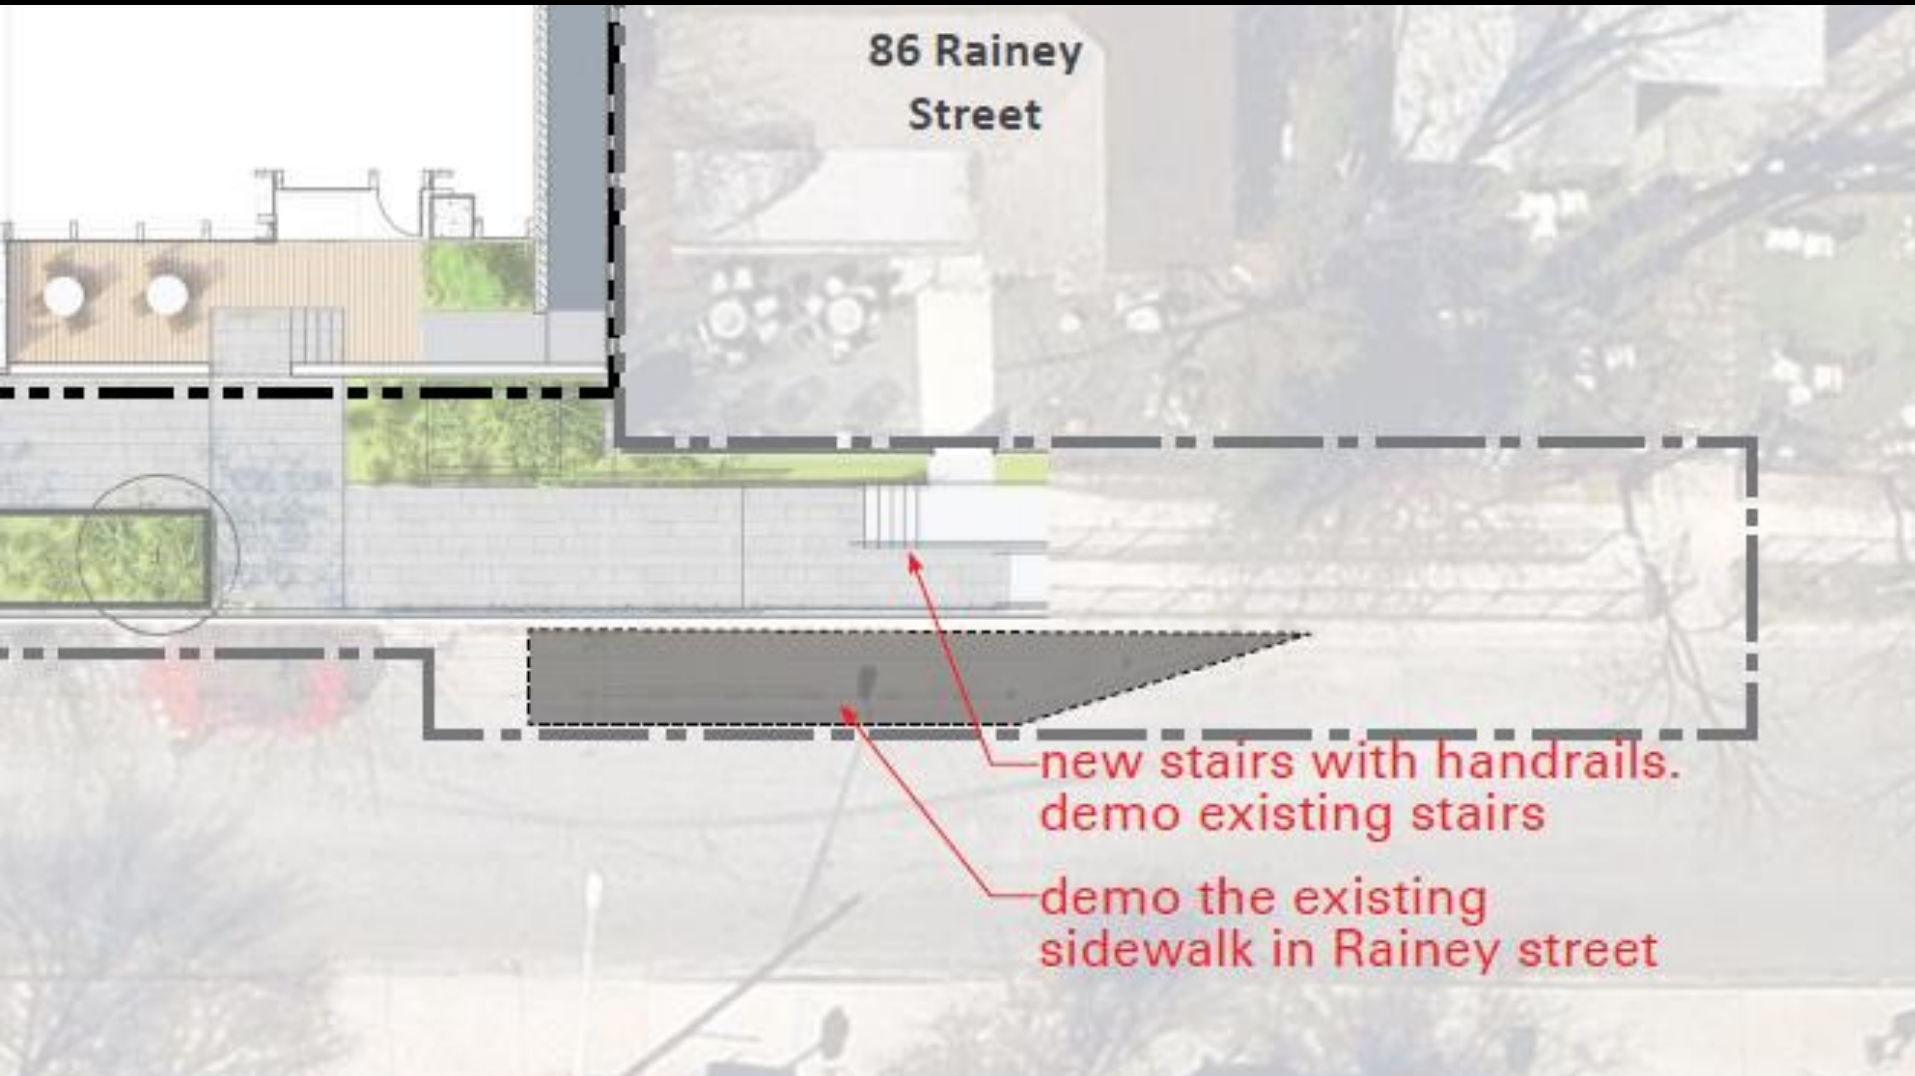 86 Rainey
Street
new stairs with handrails.
demo existing stairs
demo the existing
sidewalk in Rainey street